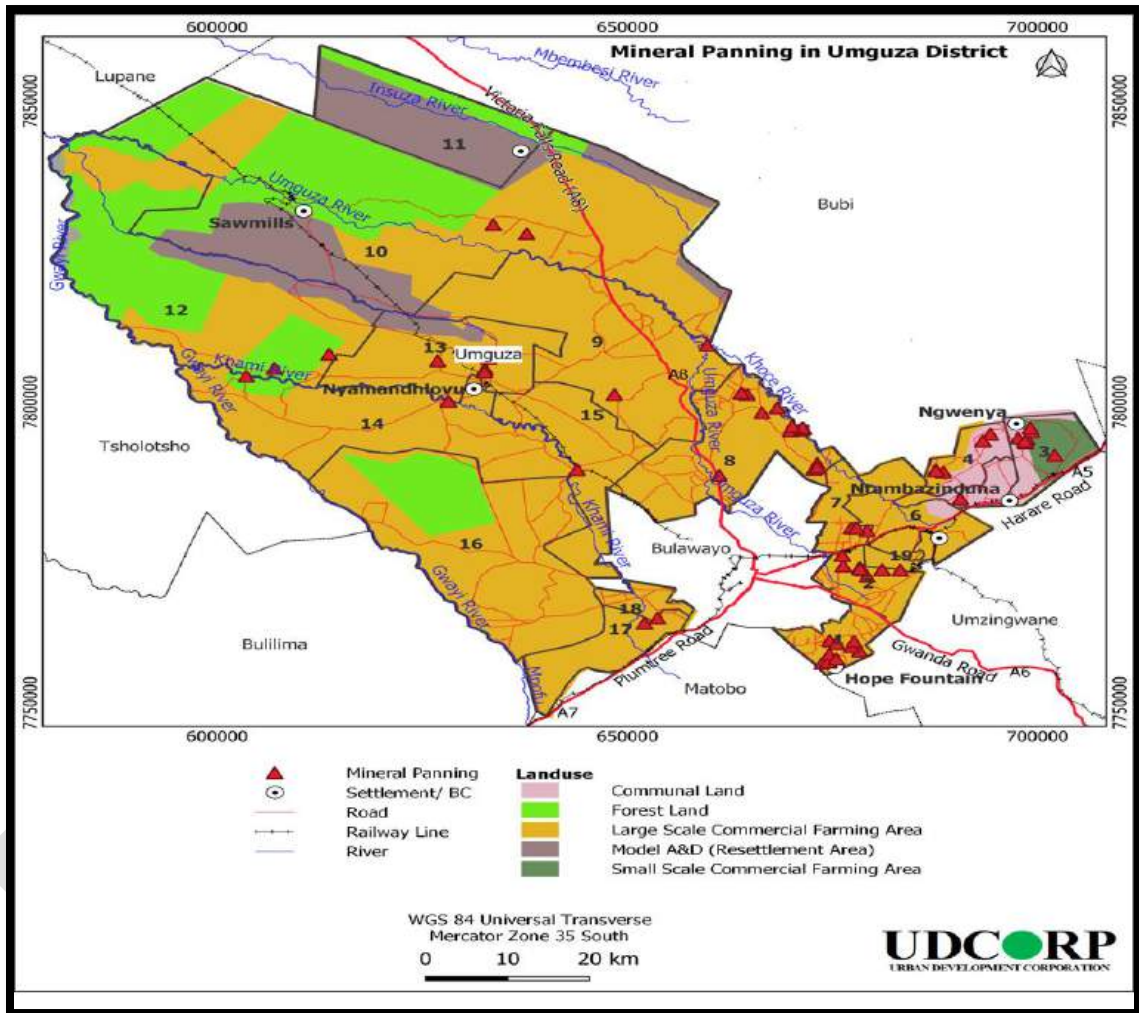 600000
650000
700000
Mineral Panning in Umguza District
7850000
7850000
7800000
7800000
7750000
7750000
Lupane
Mbembesi River
Insuza River
Victoria Falls Road (A8)
11
Bubi
Umguza River
Sawmills
10
Gwayi River
12
9
13
Umguza
Khami River
Nyamandhlovu
A8
Khoce River
Umguza River
Gwayi River
14
15
8
Ngwenya
4
3
A5
Tsholotsho
Ntambazinduna
Harare Road
7
6
Umguza River
16
Khami River
Bulawayo
19
2
Gwayi River
Umzingwane
18
17
1
Bulilima
Plumtree Road
Gwanda Road
A6
Matobo
Hope Fountain
A7
600000
650000
700000
Mineral Panning
Settlement/ BC
Road
Railway Line
River
Landuse
Communal Land
Forest Land
Large Scale Commercial Farming Area
Model A&D (Resettlement Area)
Small Scale Commercial Farming Area
WGS 84 Universal Transverse
Mercator Zone 35 South
0 10 20 km
UDCORP
URBAN DEVELOPMENT CORPORATION